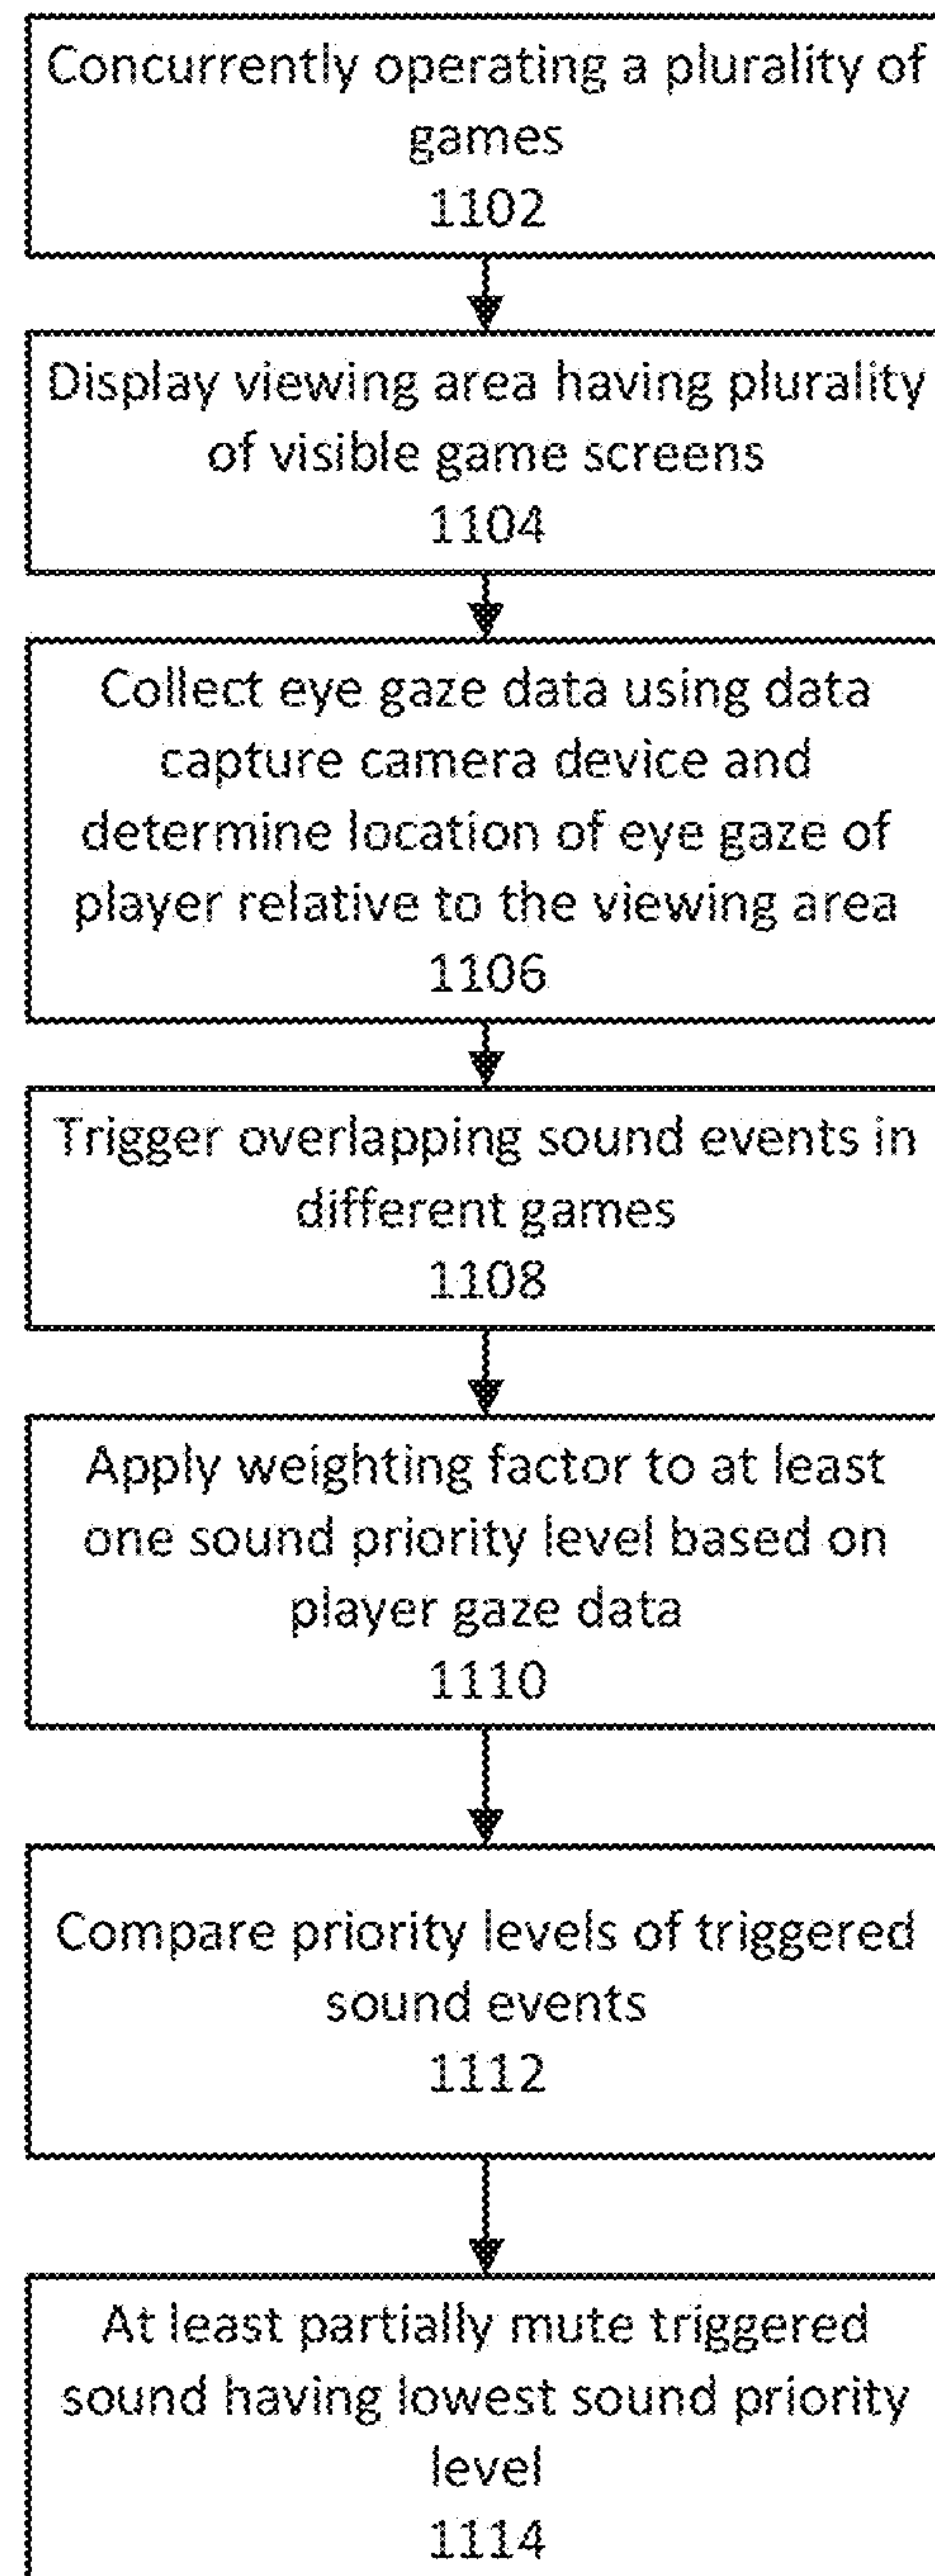 Concurrently operating a plurality of
games
1102
Display viewing area having plurality
of visible game screens
1104
Collect eye gaze data using data
capture camera device and
determine location of eye gaze of
player relative to the viewing area
1106
Trigger overlapping sound events in
different games
1108
Apply weighting factor to at least
one sound priority level based on
player gaze data
1110
Compare priority levels of triggered
sound events
1112
At least partially mute triggered
sound having lowest sound priority
level
1114